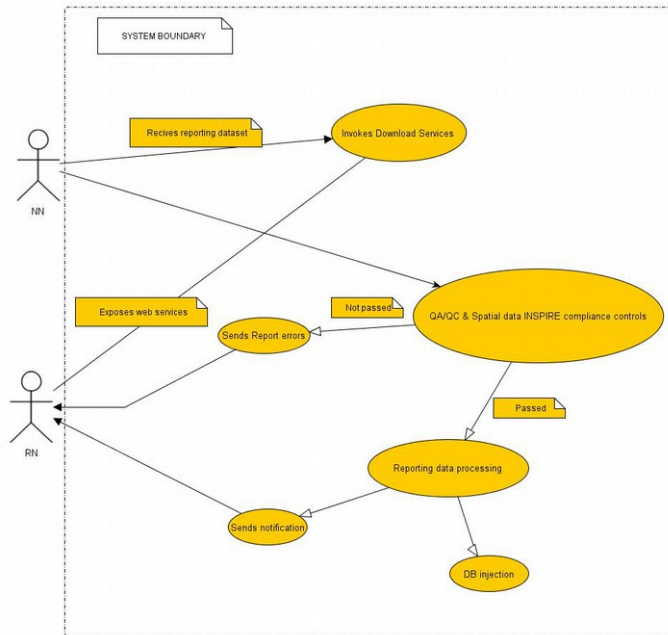 SYSTEM BOUNDARY
Recives reporting dataset
Invokes Download Services
NN
Exposes web services
Not passed
QA/QC & Spatial data INSPIRE compliance controls
Sends Report errors
RN
Passed
Reporting data processing
Sends notification
DB injection